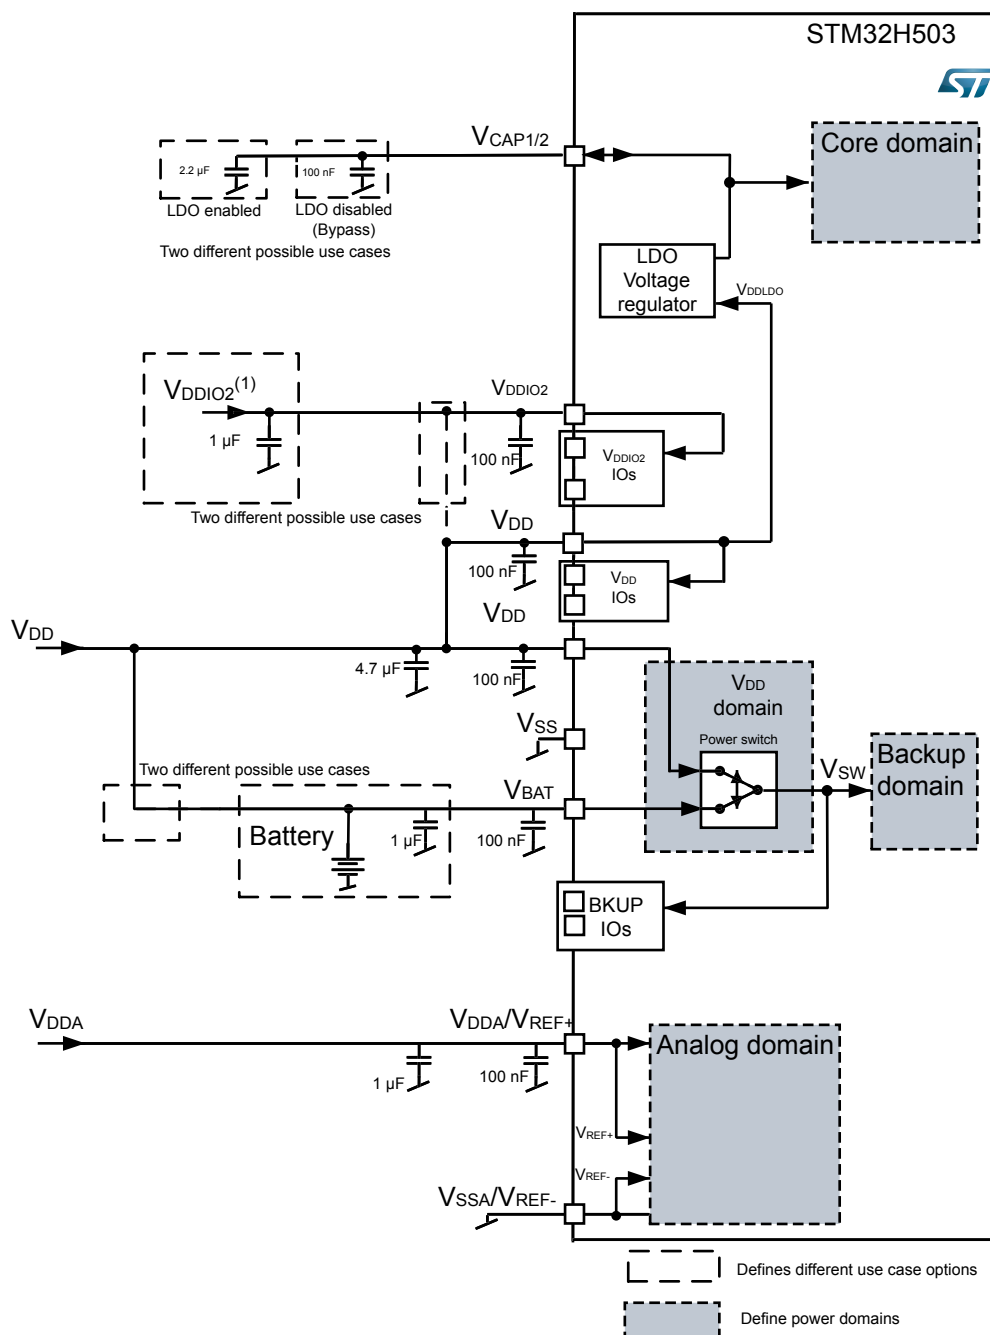 STM32H503
ST
VCAP1/2
Core domain
2.2 µF
100 nF
LDO enabled
LDO disabled
(Bypass)
Two different possible use cases
LDO
Voltage
regulator
VDDLDO
VDDIO2(1)
VDDIO2
1 µF
100 nF
VDDIO2
IOs
Two different possible use cases
VDD
100 nF
VDD
IOs
VDD
VDD
4.7 µF
100 nF
VDD
domain
VSS
Power switch
Two different possible use cases
VBAT
VSW
Backup
domain
Battery
1 µF
100 nF
BKUP
IOs
VDDA
VDDA/VREF+
Analog domain
1 µF
100 nF
VREF+
VREF-
VSSA/VREF-
Defines different use case options
Define power domains